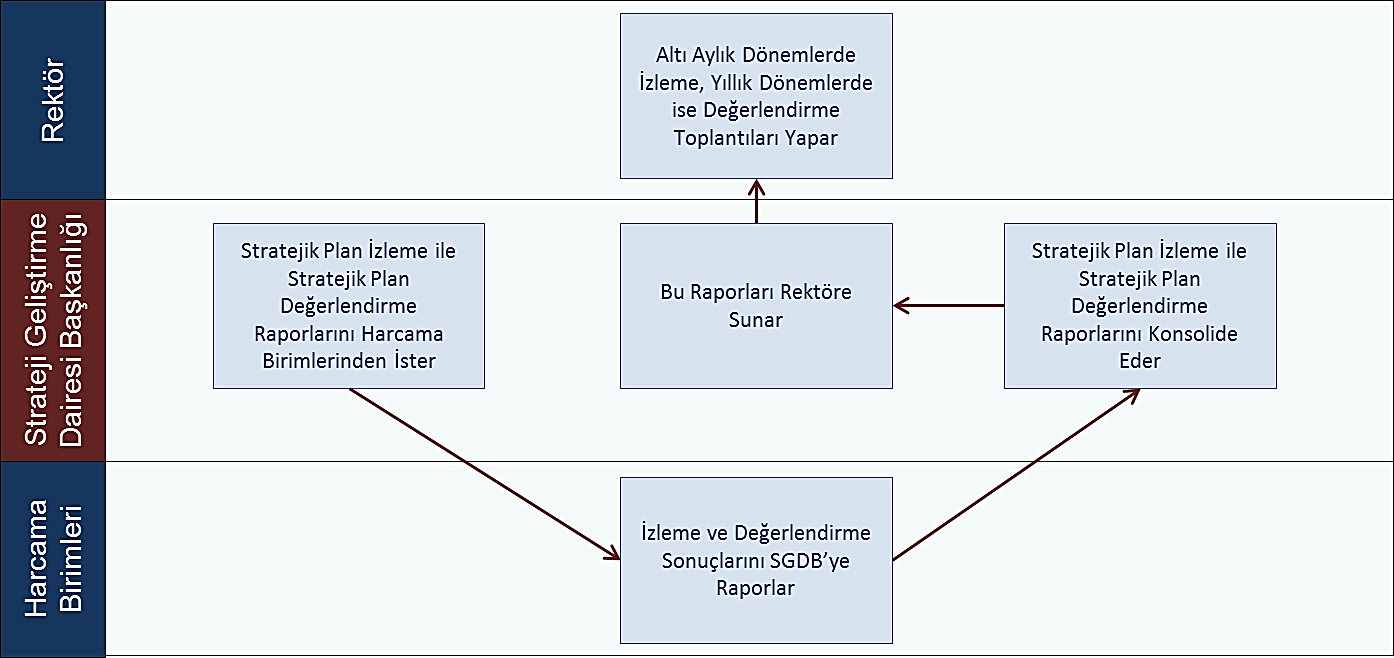 Rektör
Altı Aylık Dönemlerde
İzleme, Yıllık Dönemlerde
ise Değerlendirme
Toplantıları Yapar
Strateji Geliştirme
Dairesi Başkanlığı
Stratejik Plan İzleme ile
Stratejik Plan
Değerlendirme
Raporlarını Harcama
Birimlerinden İster
Bu Raporları Rektöre
Sunar
Stratejik Plan İzleme ile
Stratejik Plan
Değerlendirme
Raporlarını Konsolide
Eder
Harcama
Birimleri
İzleme ve Değerlendirme
Sonuçlarını SGDB’ye
Raporlar